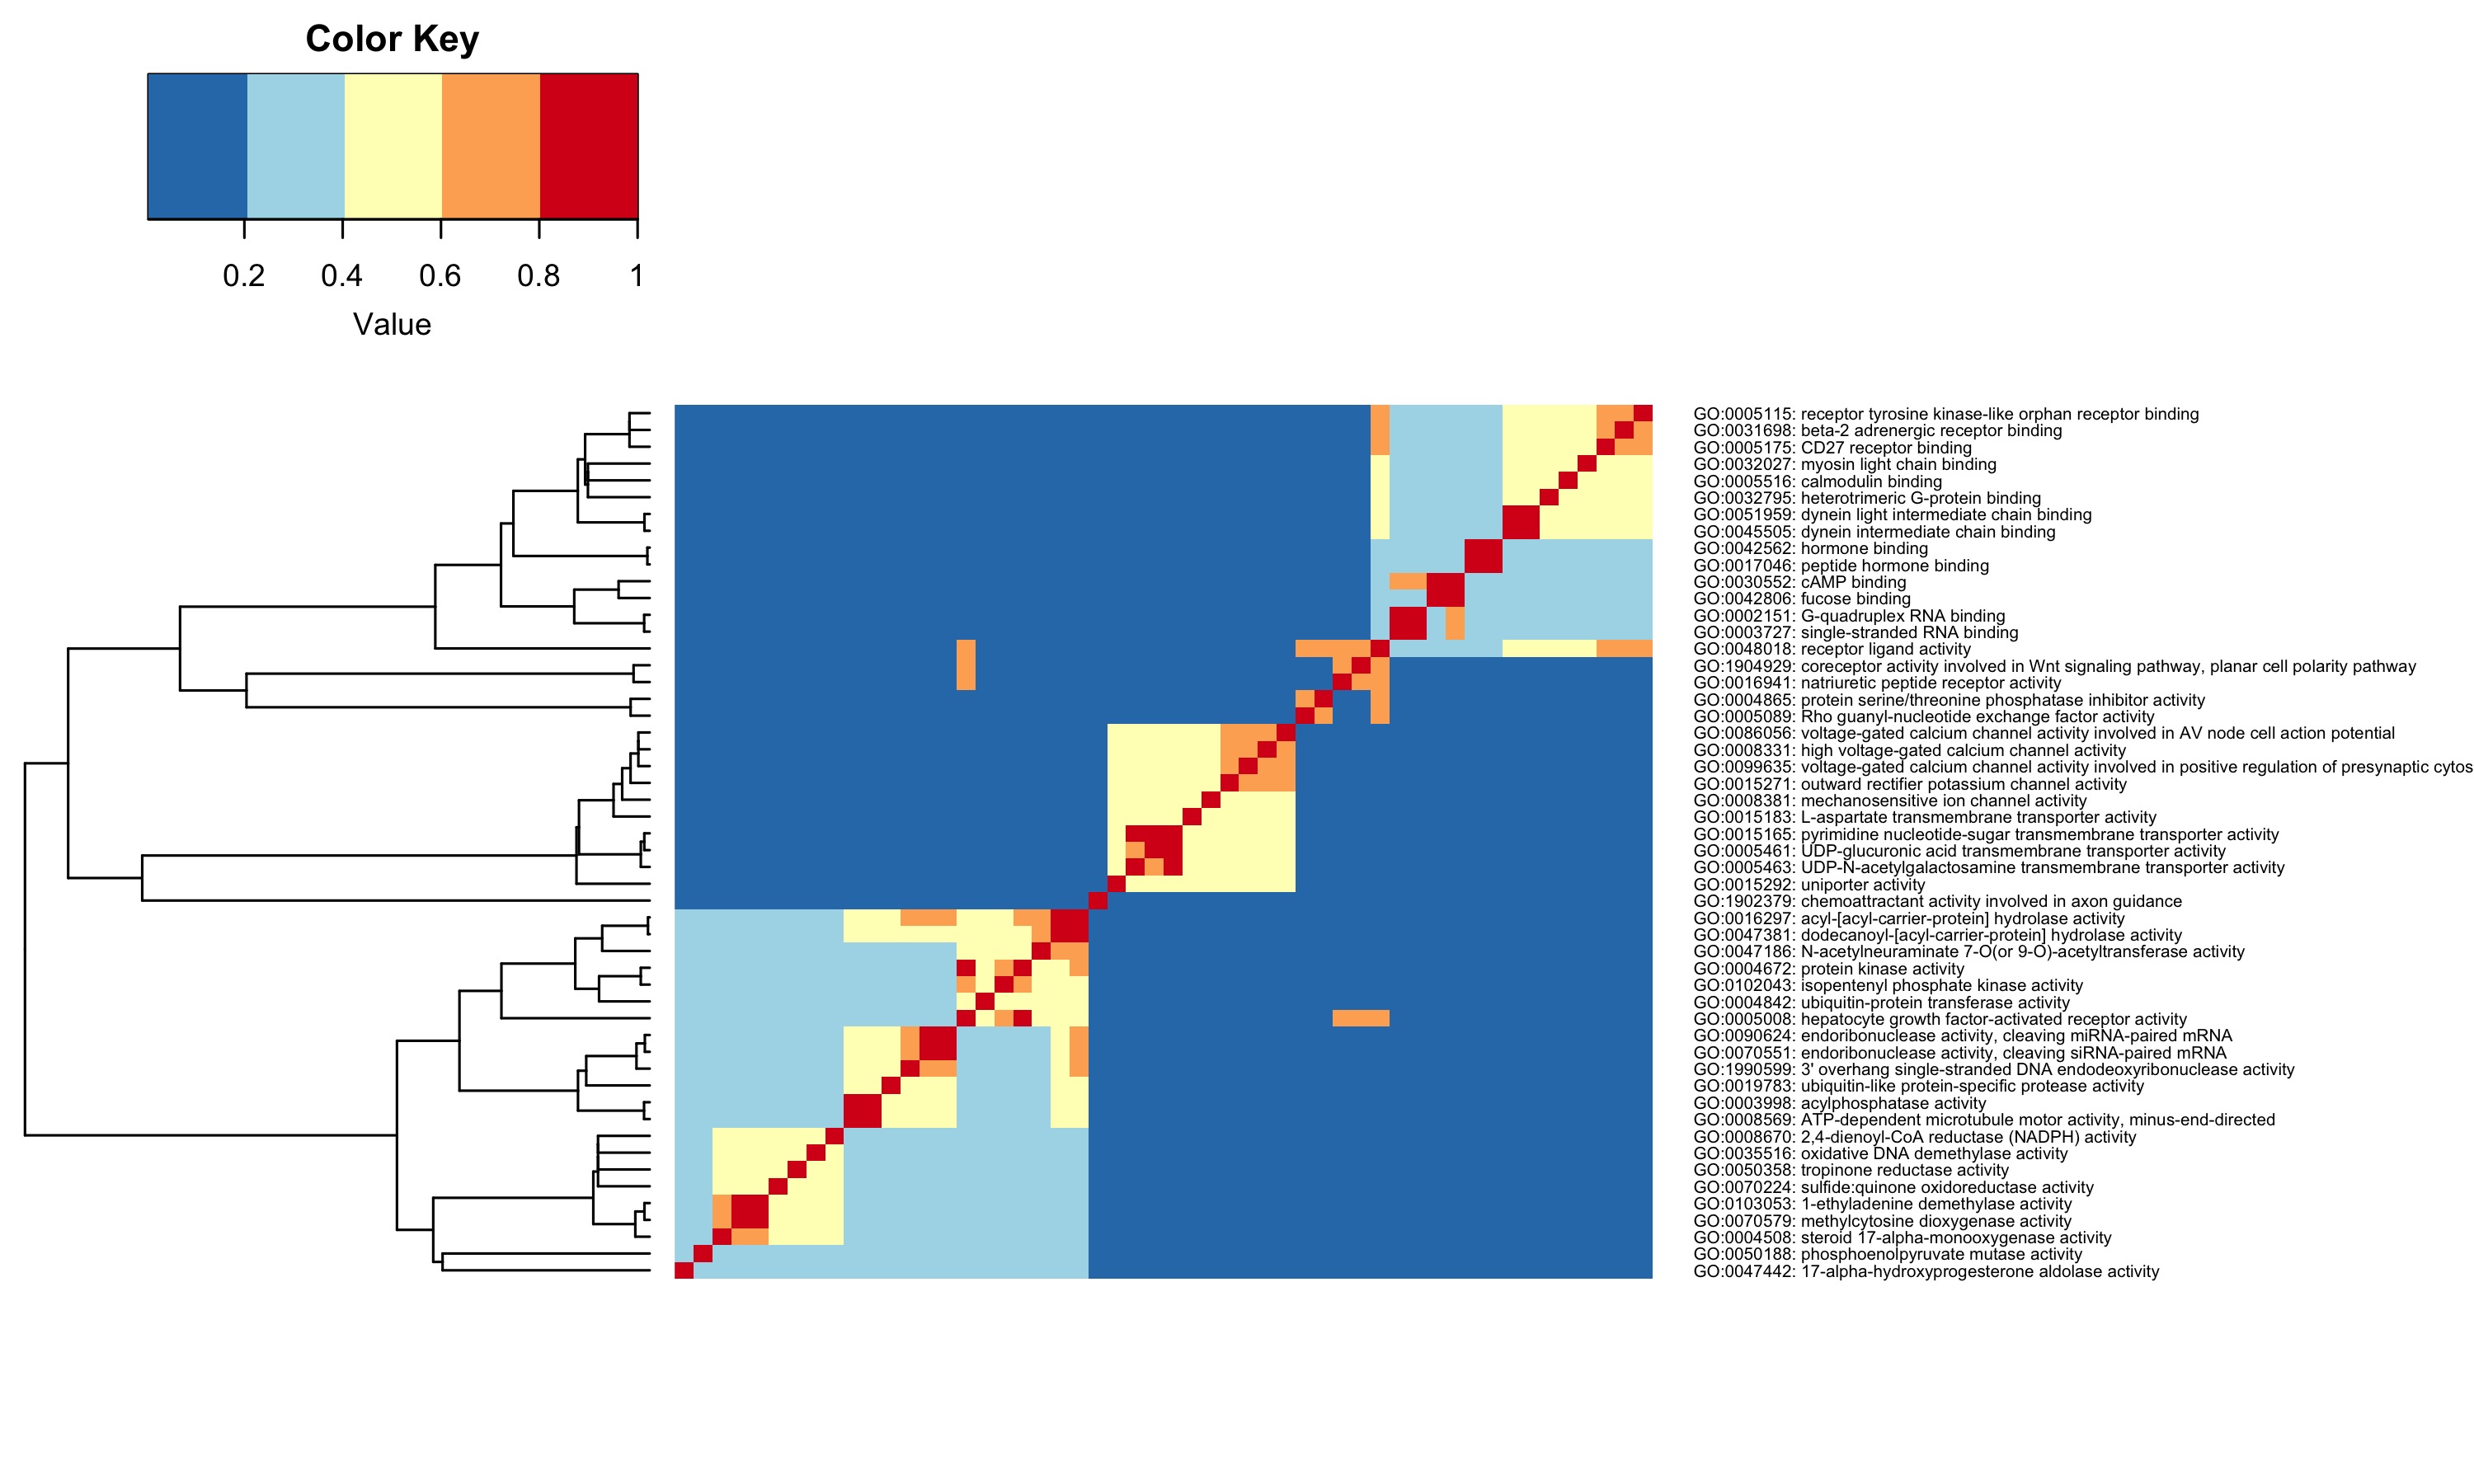 Color Key
0.2 0.4 0.6 0.8 1
Value
GO:0005115: receptor tyrosine kinase-like orphan receptor binding
GO:0031698: beta-2 adrenergic receptor binding
GO:0005175: CD27 receptor binding
GO:0032027: myosin light chain binding
GO:0005516: calmodulin binding
GO:0032795: heterotrimeric G-protein binding
GO:0051959: dynein light intermediate chain binding
GO:0045505: dynein intermediate chain binding
GO:0042562: hormone binding
GO:0017046: peptide hormone binding
GO:0030552: cAMP binding
GO:0042806: fucose binding
GO:0002151: G-quadruplex RNA binding
GO:0003727: single-stranded RNA binding
GO:0048018: receptor ligand activity
GO:1904929: coreceptor activity involved in Wnt signaling pathway, planar cell polarity pathway
GO:0016941: natriuretic peptide receptor activity
GO:0004865: protein serine/threonine phosphatase inhibitor activity
GO:0005089: Rho guanyl-nucleotide exchange factor activity
GO:0086056: voltage-gated calcium channel activity involved in AV node cell action potential
GO:0008331: high voltage-gated calcium channel activity
GO:0099635: voltage-gated calcium channel activity involved in positive regulation of presynaptic cytos
GO:0015271: outward rectifier potassium channel activity
GO:0008381: mechanosensitive ion channel activity
GO:0015183: L-aspartate transmembrane transporter activity
GO:0015165: pyrimidine nucleotide-sugar transmembrane transporter activity
GO:0005461: UDP-glucuronic acid transmembrane transporter activity
GO:0005463: UDP-N-acetylgalactosamine transmembrane transporter activity
GO:0015292: uniporter activity
GO:1902379: chemoattractant activity involved in axon guidance
GO:0016297: acyl-[acyl-carrier-protein] hydrolase activity
GO:0047381: dodecanoyl-[acyl-carrier-protein] hydrolase activity
GO:0047186: N-acetylneuraminate 7-O(or 9-O)-acetyltransferase activity
GO:0004672: protein kinase activity
GO:0102043: isopentenyl phosphate kinase activity
GO:0004842: ubiquitin-protein transferase activity
GO:0005008: hepatocyte growth factor-activated receptor activity
GO:0090624: endoribonuclease activity, cleaving miRNA-paired mRNA
GO:0070551: endoribonuclease activity, cleaving siRNA-paired mRNA
GO:1990599: 3' overhang single-stranded DNA endodeoxyribonuclease activity
GO:0019783: ubiquitin-like protein-specific protease activity
GO:0003998: acylphosphatase activity
GO:0008569: ATP-dependent microtubule motor activity, minus-end-directed
GO:0008670: 2,4-dienoyl-CoA reductase (NADPH) activity
GO:0035516: oxidative DNA demethylase activity
GO:0050358: tropinone reductase activity
GO:0070224: sulfide:quinone oxidoreductase activity
GO:0103053: 1-ethyladenine demethylase activity
GO:0070579: methylcytosine dioxygenase activity
GO:0004508: steroid 17-alpha-monooxygenase activity
GO:0050188: phosphoenolpyruvate mutase activity
GO:0047442: 17-alpha-hydroxyprogesterone aldolase activity